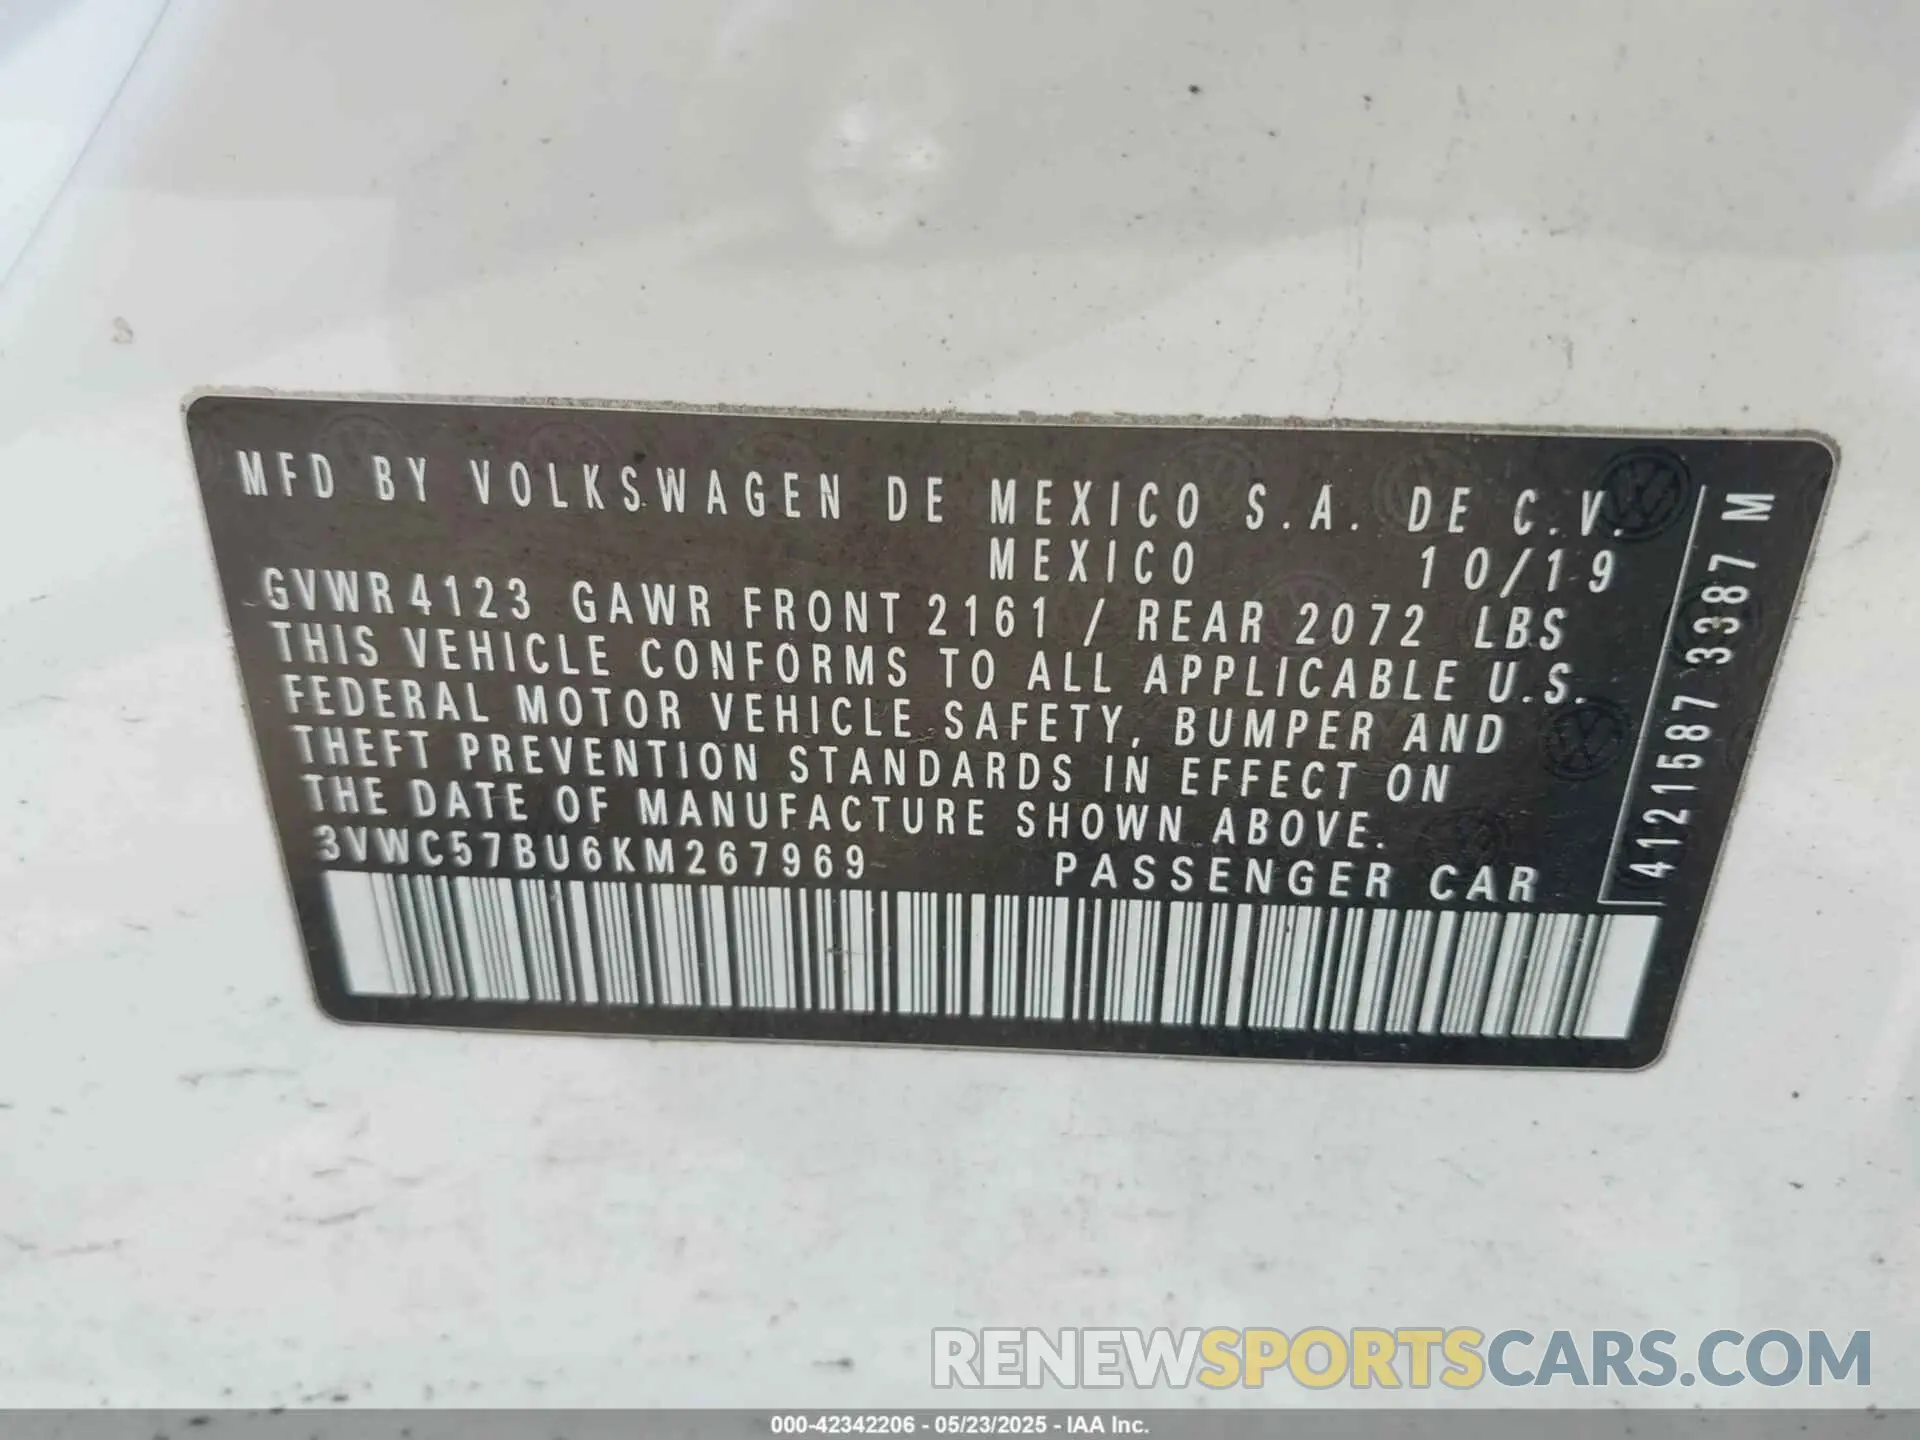 MFD BY VOLKSWAGEN DE MEXICO S.A. DE C.V.
MEXICO 10/19
GVWR 4123 GAWR FRONT 2161 / REAR 2072 LBS
THIS VEHICLE CONFORMS TO ALL APPLICABLE U.S.
FEDERAL MOTOR VEHICLE SAFETY, BUMPER AND
THEFT PREVENTION STANDARDS IN EFFECT ON
THE DATE OF MANUFACTURE SHOWN ABOVE.
3VWC57BU6KM267969 PASSENGER CAR
4121587 3387 M
RENEWSPORTSCARS.COM
000-42342206 - 05/23/2025 - IAA Inc.